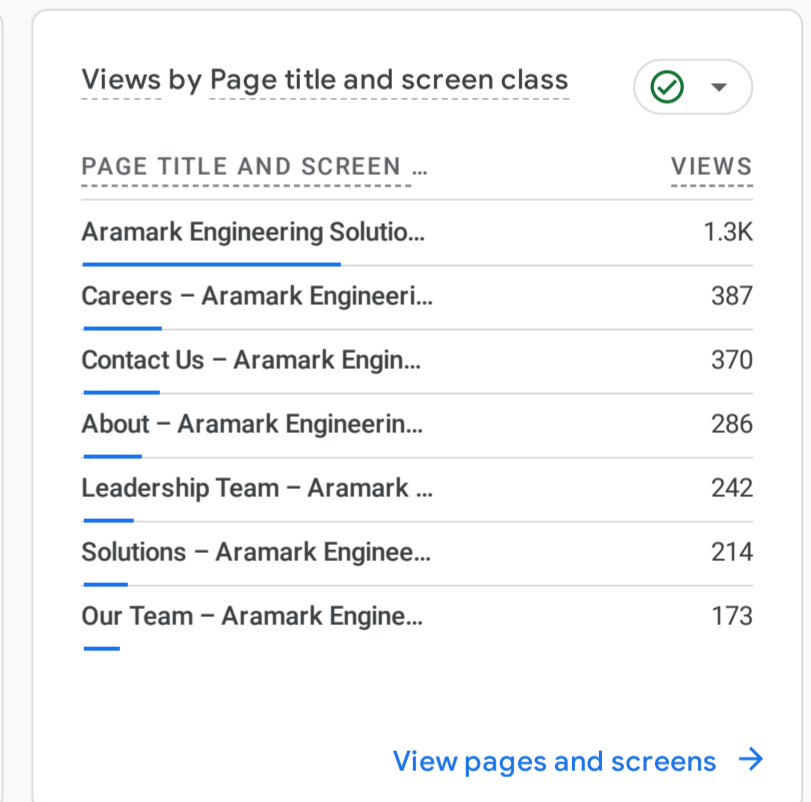 Views by Page title and screen class
PAGE TITLE AND SCREEN ... VIEWS
Aramark Engineering Solutio... 1.3K
Careers – Aramark Engineeri... 387
Contact Us – Aramark Engin... 370
About – Aramark Engineerin... 286
Leadership Team – Aramark ... 242
Solutions – Aramark Enginee... 214
Our Team – Aramark Engine... 173
View pages and screens